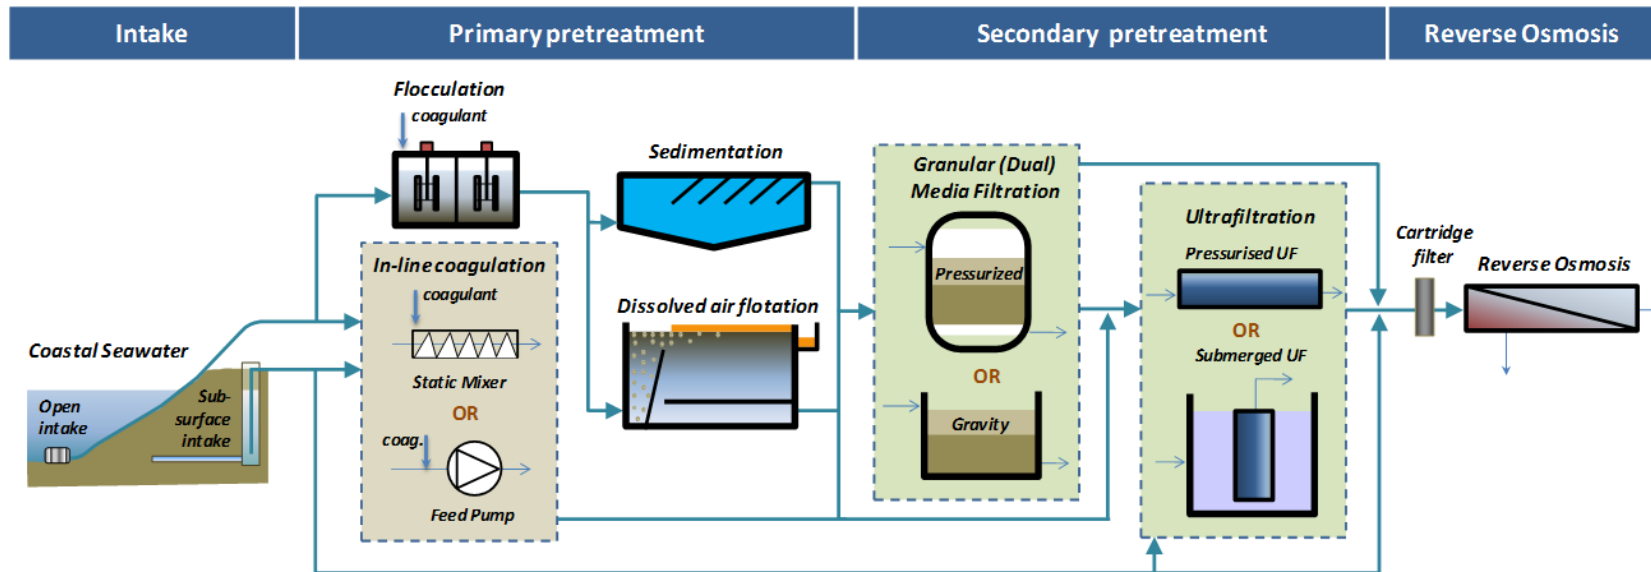 Intake
Primary pretreatment
Secondary pretreatment
Reverse Osmosis
Flocculation
coagulant
Sedimentation
In-line coagulation
coagulant
Static Mixer
OR
coag.
Feed Pump
Dissolved air flotation
Coastal Seawater
Open
intake
Sub-
surface
intake
Granular (Dual)
Media Filtration
Pressurized
OR
Gravity
Ultrafiltration
Pressurised UF
OR
Submerged UF
Cartridge
filter
Reverse Osmosis